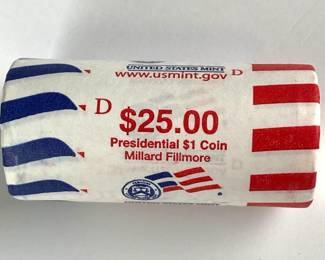 UNITED STATES MINT
www.usmint.gov D
D
$25.00
Presidential $1 Coin
Millard Fillmore